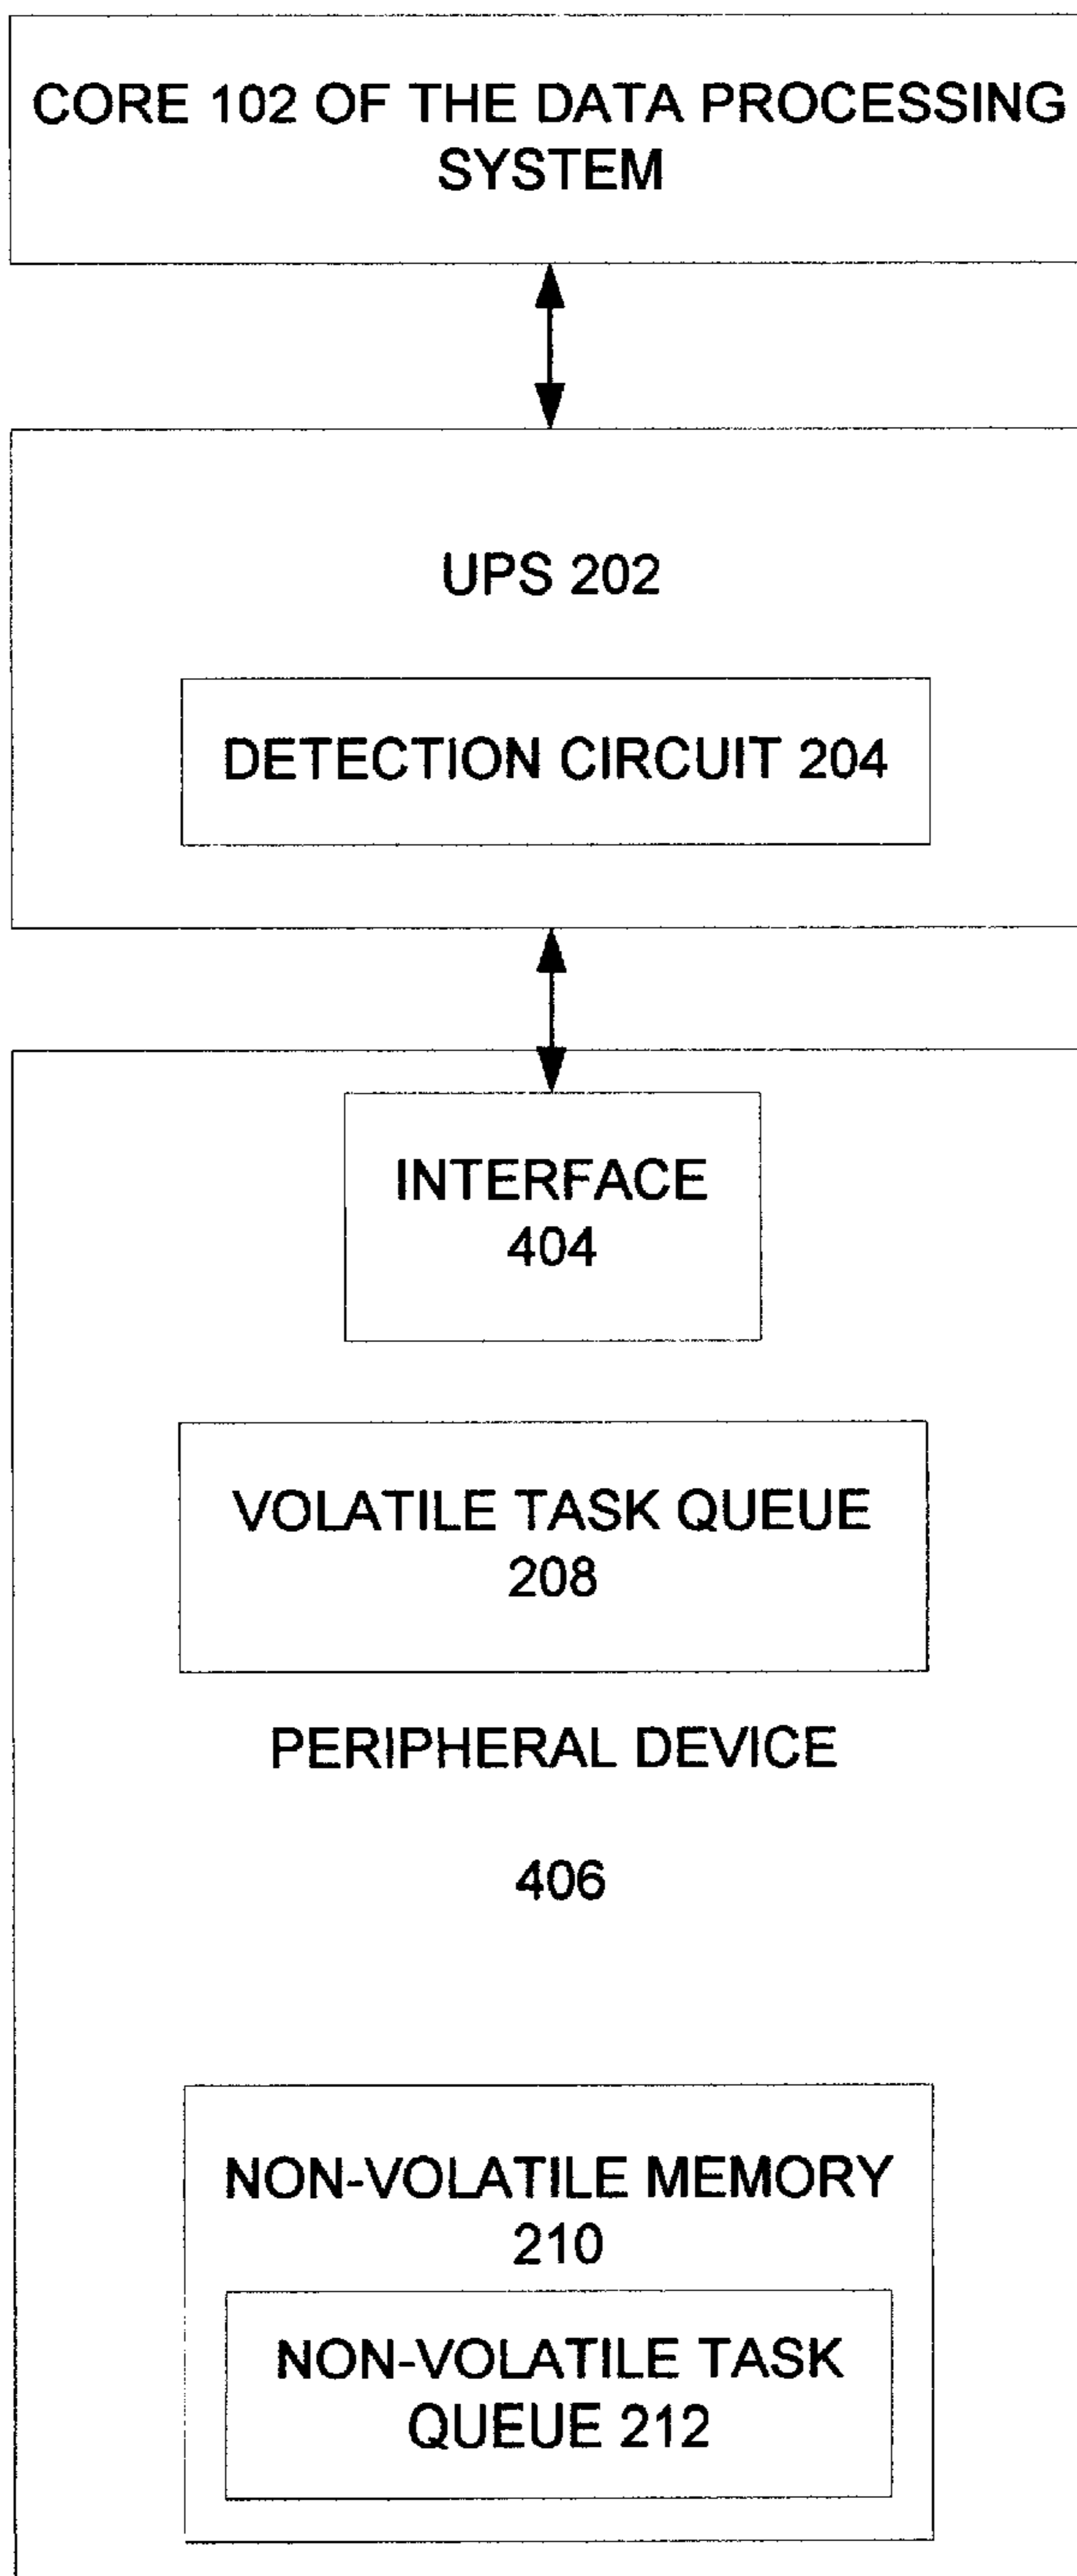 CORE 102 OF THE DATA PROCESSING
SYSTEM
UPS 202
DETECTION CIRCUIT 204
INTERFACE
404
VOLATILE TASK QUEUE
208
PERIPHERAL DEVICE
406
NON-VOLATILE MEMORY
210
NON-VOLATILE TASK
QUEUE 212